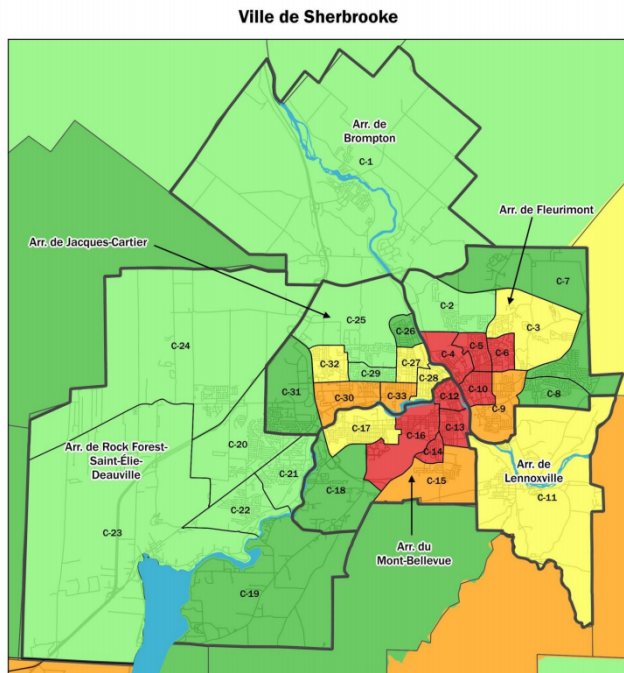 Ville de Sherbrooke
Arr. de
Brompton
C-1
Arr. de Fleurimont
Arr. de Jacques-Cartier
C-7
C-2
C-25
C-26
C-3
C-24
C-5
C-4
C-6
C-32
C-27
C-29
C-28
C-31
C-10
C-8
C-30
C-33
C-12
C-9
C-17
C-16
C-13
C-20
Arr. de Rock Forest-
Saint-Élie-
Deauville
C-14
Arr. de
Lennoxville
C-11
C-21
C-15
C-18
C-22
C-23
Arr. du
Mont-Bellevue
C-19